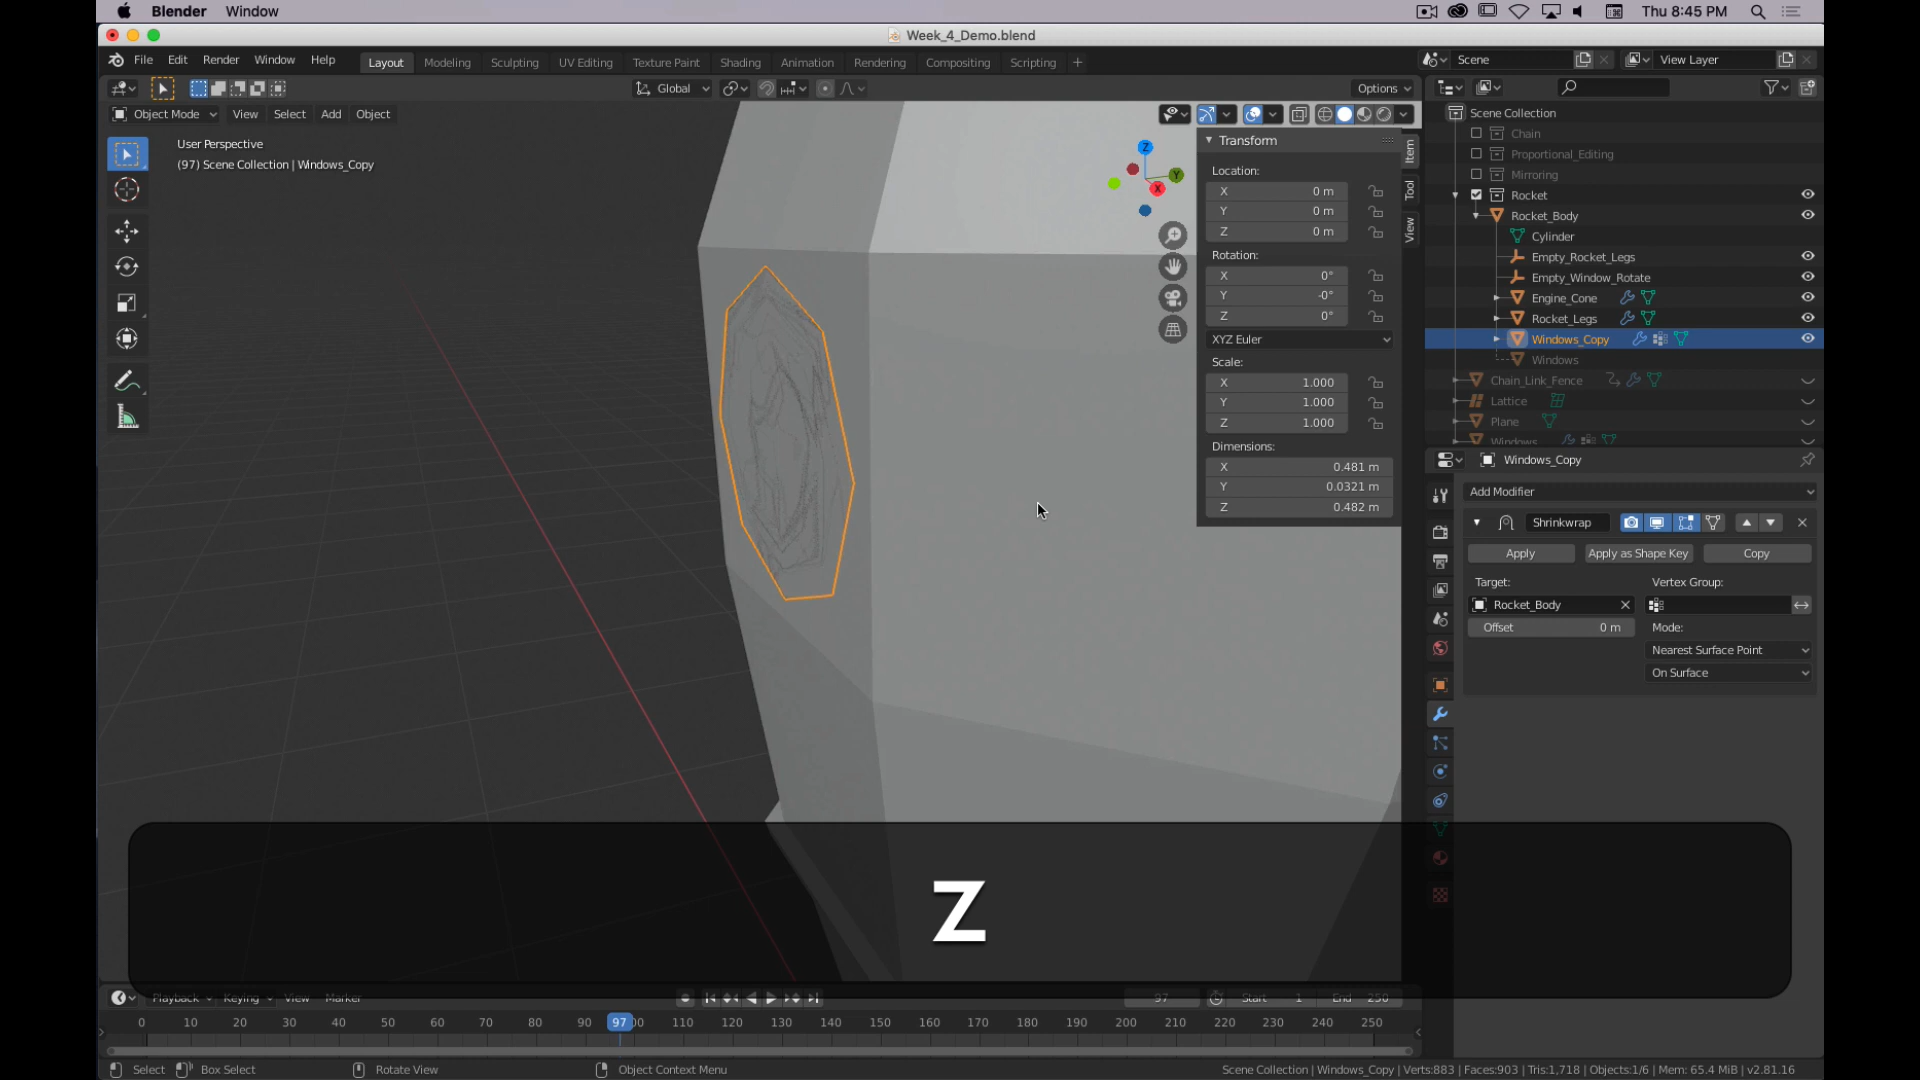 Blender Window
Thu 8:45 PM
Week_4_Demo.blend
File Edit Render Window Help
Layout Modeling Sculpting UV Editing Texture Paint Shading Animation Rendering Compositing Scripting +
Scene
View Layer
Global
Options
Object Mode View Select Add Object
User Perspective
(97) Scene Collection | Windows_Copy
Z
Y
X
Transform
Location:
X 0 m
Y 0 m
Z 0 m
Rotation:
X 0°
Y -0°
Z 0°
XYZ Euler
Scale:
X 1.000
Y 1.000
Z 1.000
Dimensions:
X 0.481 m
Y 0.0321 m
Z 0.482 m
Item
Tool
View
Scene Collection
Chain
Proportional_Editing
Mirroring
Rocket
Rocket_Body
Cylinder
Empty_Rocket_Legs
Empty_Window_Rotate
Engine_Cone
Rocket_Legs
Windows_Copy
Windows
Chain_Link_Fence
Lattice
Plane
Windows
Windows_Copy
Add Modifier
Shrinkwrap
Apply Apply as Shape Key Copy
Target: Vertex Group:
Rocket_Body
Offset 0 m Mode:
Nearest Surface Point
On Surface
Z
Playback Keying View Marker
97 Start 1 End 250
0 10 20 30 40 50 60 70 80 90 97 00 110 120 130 140 150 160 170 180 190 200 210 220 230 240 250
Select Box Select Rotate View Object Context Menu
Scene Collection | Windows_Copy | Verts:883 | Faces:903 | Tris:1,718 | Objects:1/6 | Mem: 65.4 MiB | v2.81.16